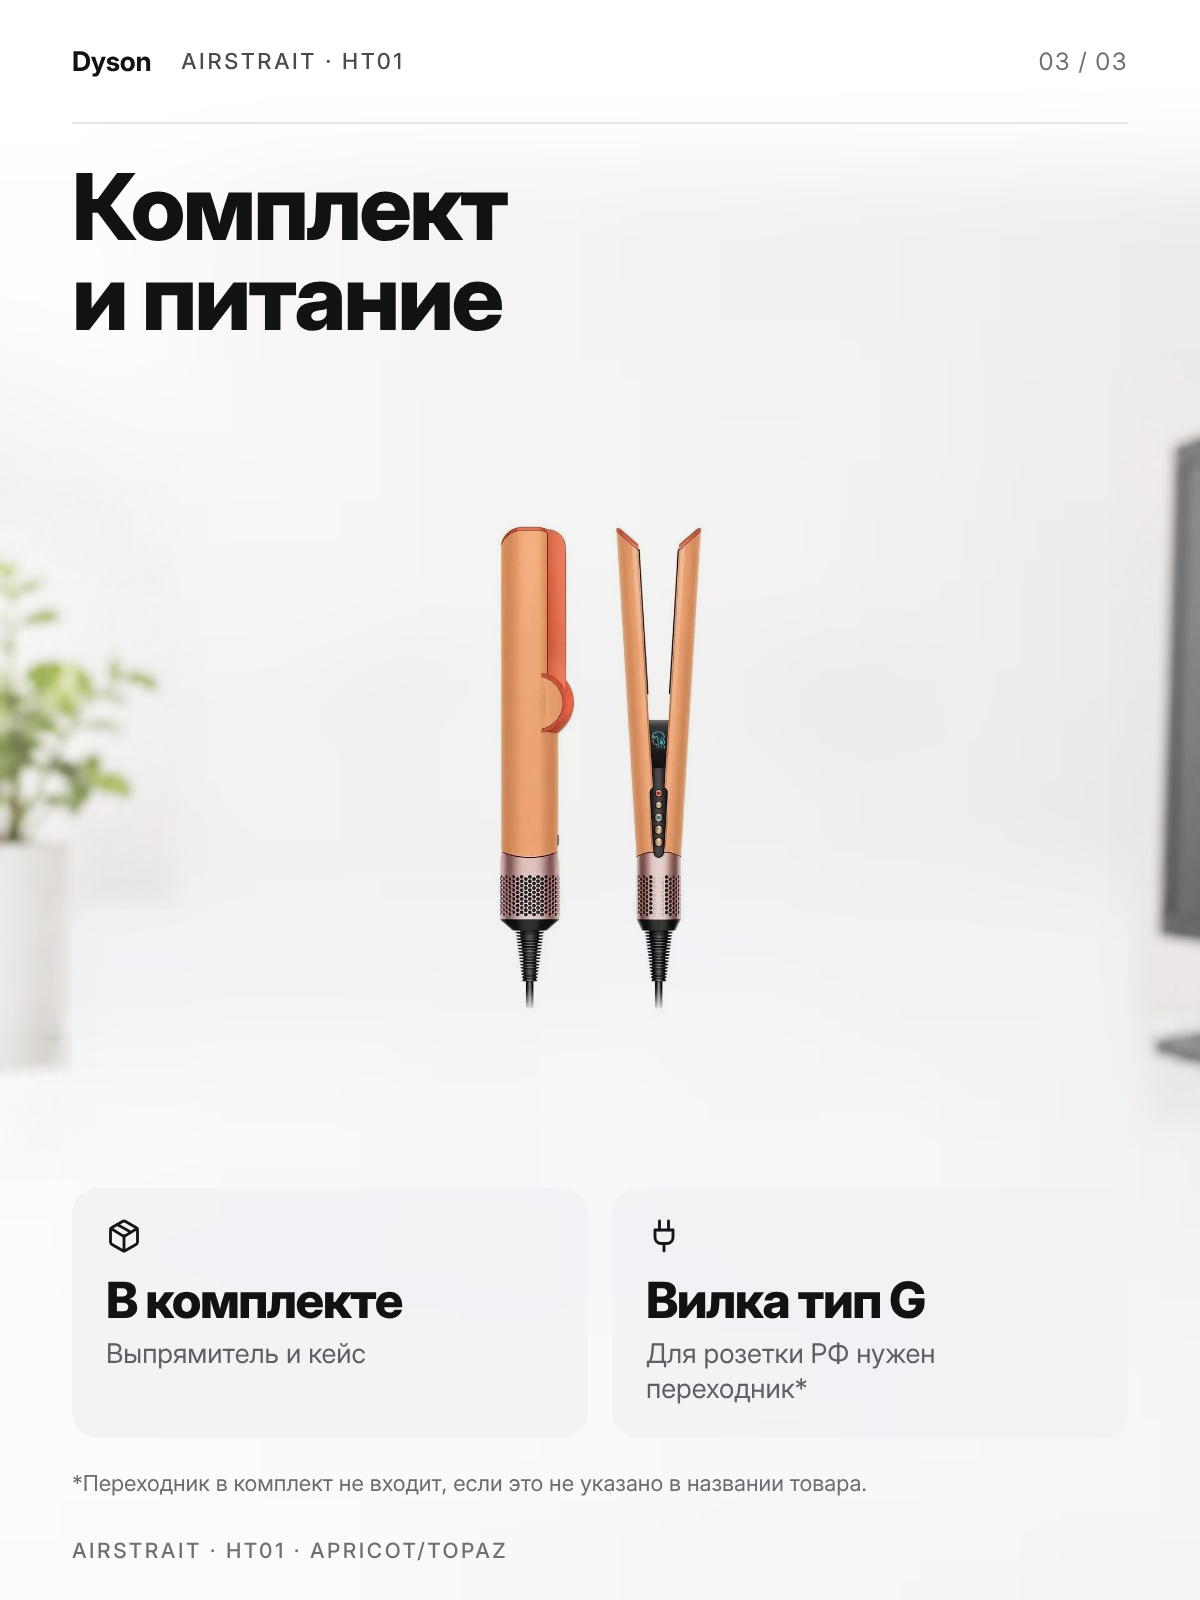 Dyson AIRSTRAIT · HT01 03 / 03
Комплект
и питание
В комплекте
Выпрямитель и кейс
Вилка тип G
Для розетки РФ нужен
переходник*
*Переходник в комплект не входит, если это не указано в названии товара.
AIRSTRAIT · HT01 · APRICOT/TOPAZ